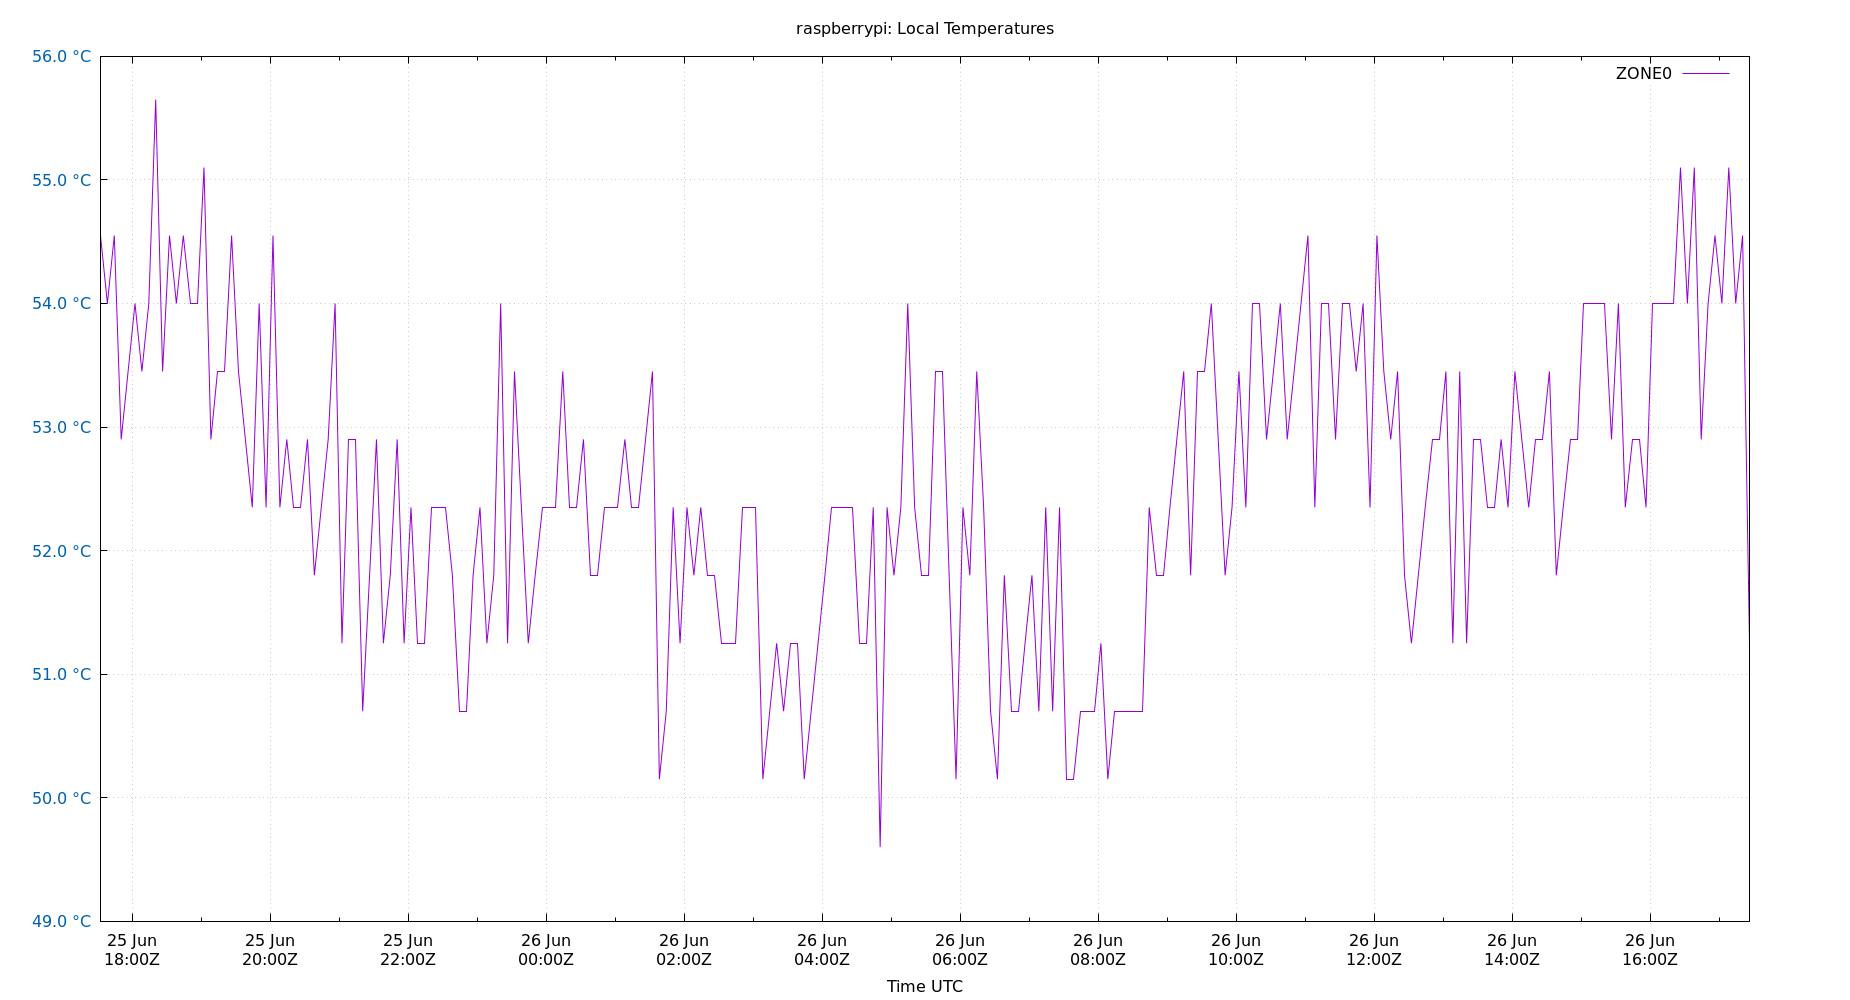 raspberrypi: Local Temperatures
56.0 °C
55.0 °C
54.0 °C
53.0 °C
52.0 °C
51.0 °C
50.0 °C
49.0 °C
ZONE0
25 Jun 25 Jun 25 Jun 26 Jun 26 Jun 26 Jun 26 Jun 26 Jun 26 Jun 26 Jun 26 Jun 26 Jun
18:00Z 20:00Z 22:00Z 00:00Z 02:00Z 04:00Z 06:00Z 08:00Z 10:00Z 12:00Z 14:00Z 16:00Z
Time UTC